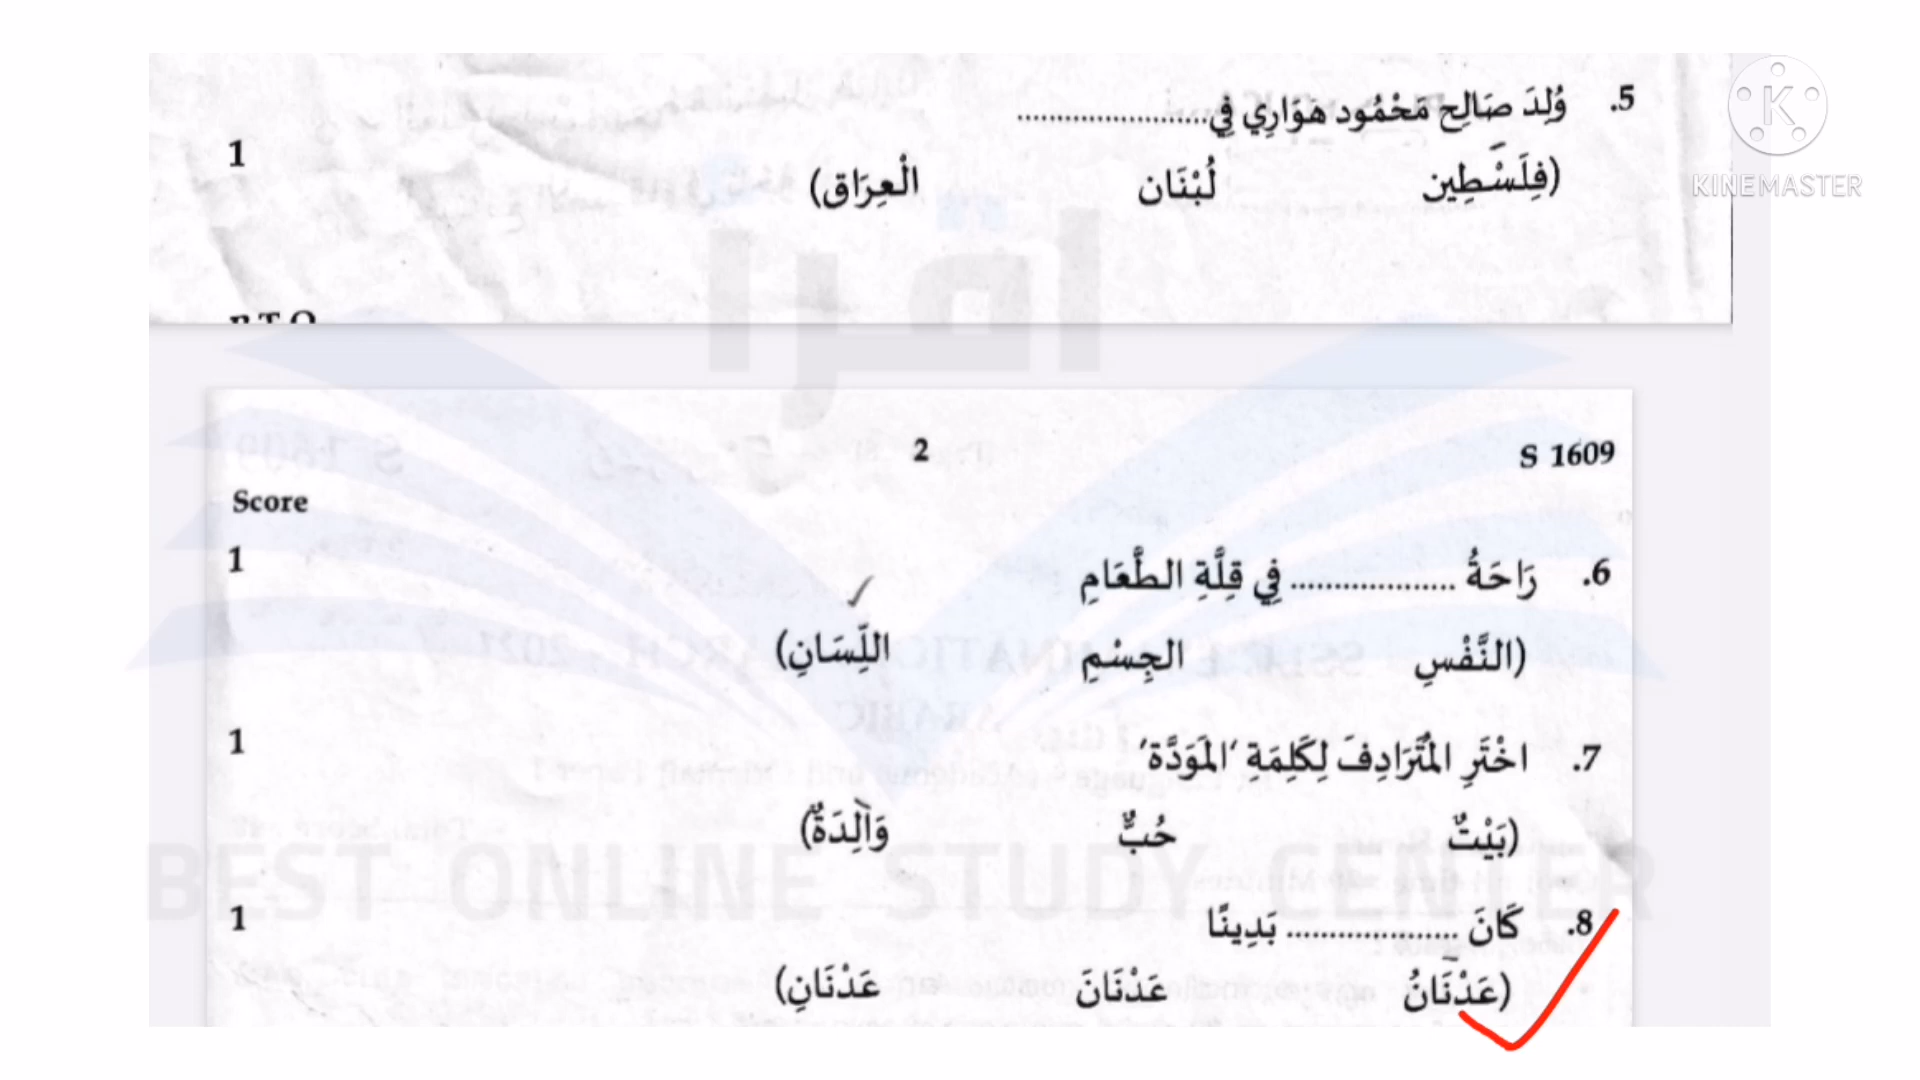 5. وُلِدَ صَالِح مَحْمُود هوَارِي فِي........................
1
(فِلَسْطِين لُبْنَان الْعِرَاق)
K
KINEMASTER
اقرا
P.T.O
2
S 1609
Score
6. رَاحَةُ .................... فِي قِلَّةِ الطَّعَامِ
1
(النَّفْسِ الجِسْمِ اللِّسَانِ)
7. اخْتَرِ المُتَرَادِفَ لِكَلِمَةِ ’المَوَدَّة‘
1
(بَيْتٌ حُبٌّ وَالِدَةٌ)
BEST ONLINE STUDY CENTER
8. كَانَ .................... بَدِينًا
1
(عَدْنَانُ عَدْنَانَ عَدْنَانِ)